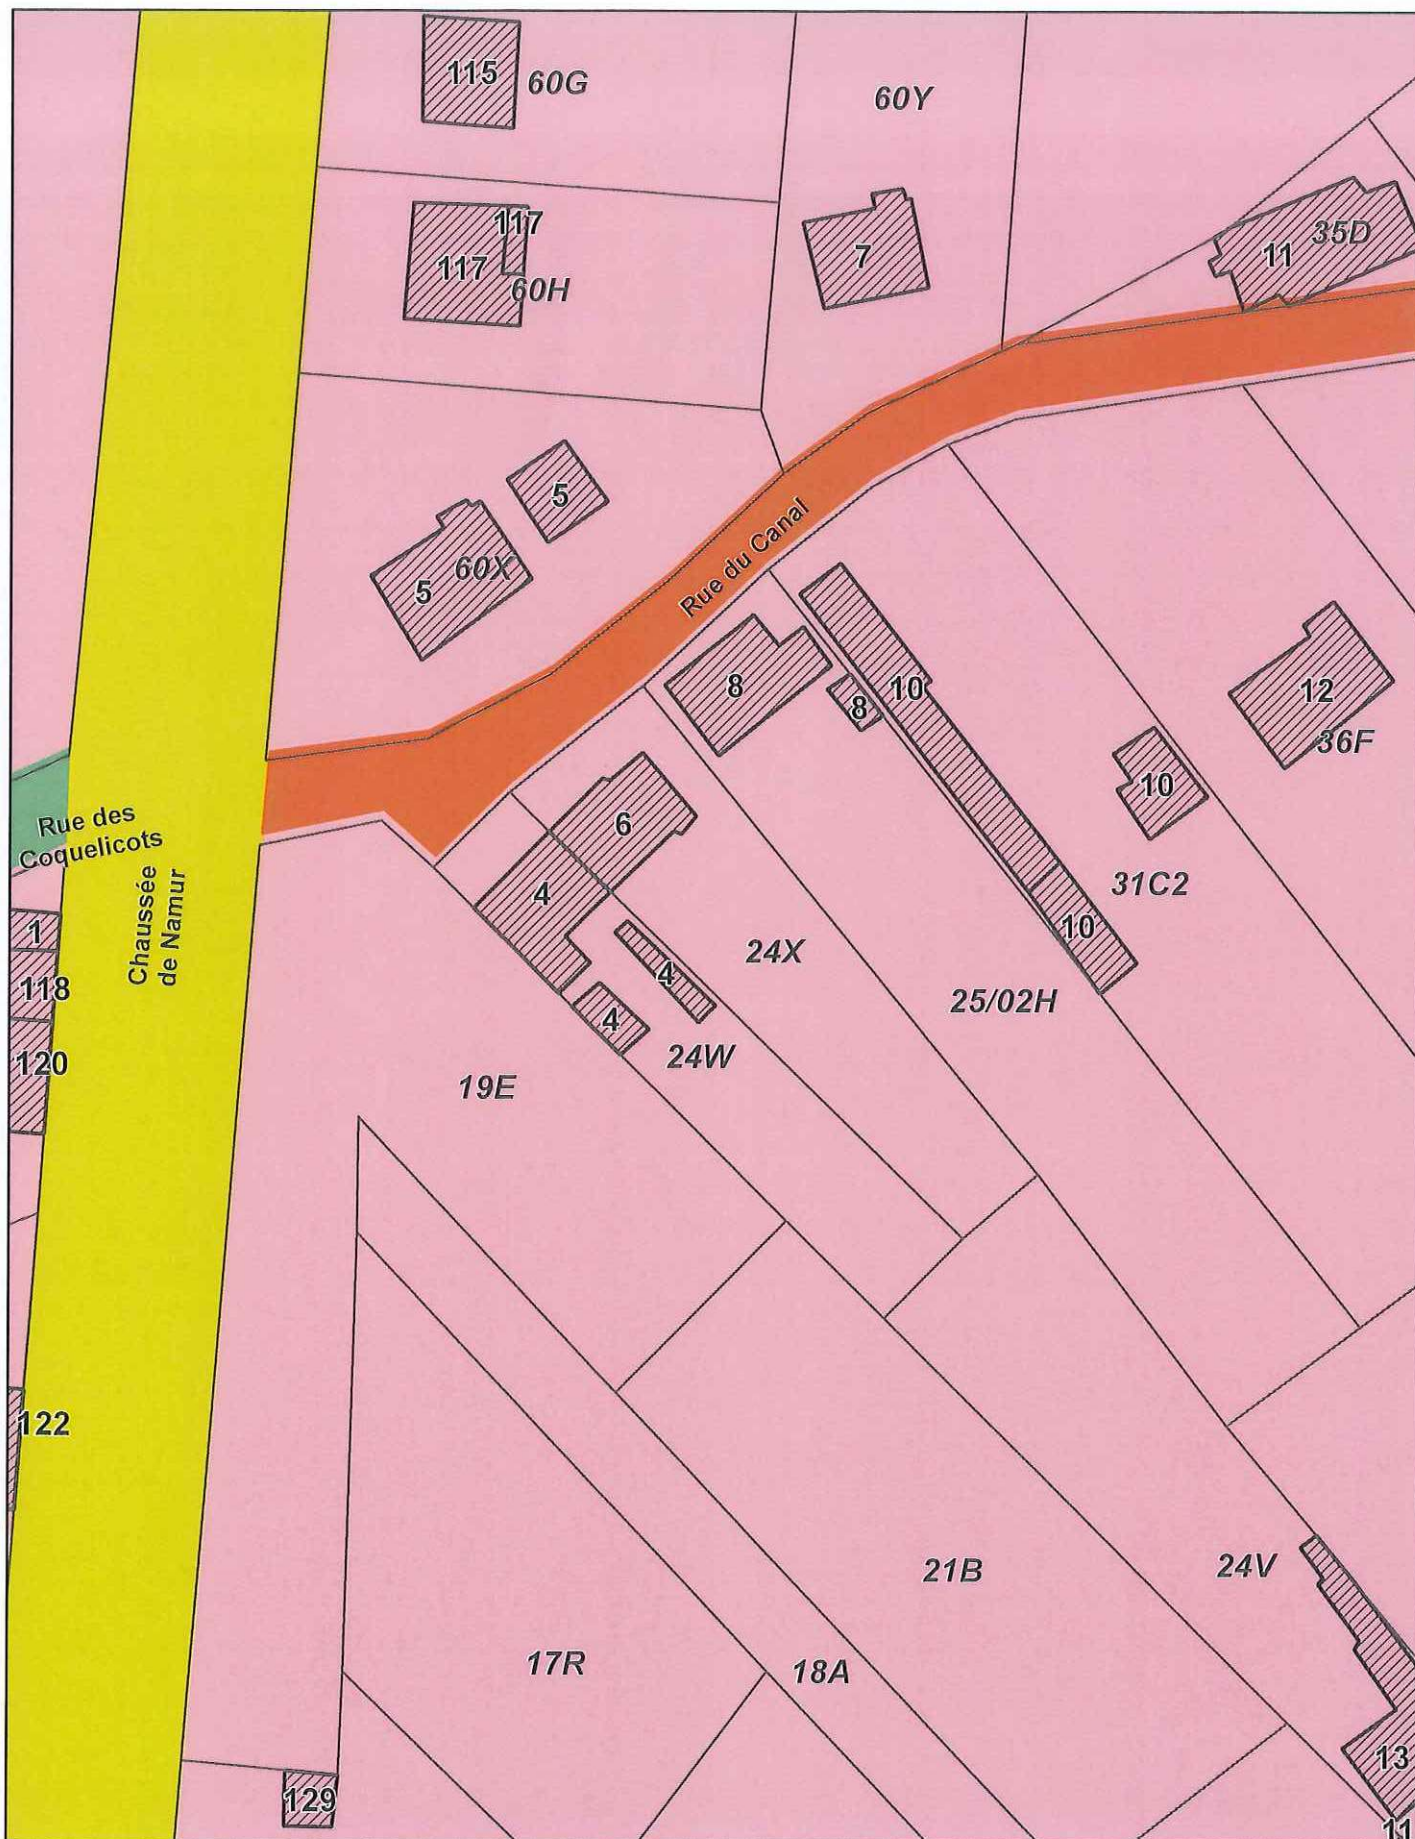 115
60G
60Y
117
117
60H
7
11
35D
5
5
60X
Rue du Canal
8
8
10
12
36F
10
6
4
Rue des
Coquelicots
Chaussée
de Namur
31C2
10
1
118
120
4
4
24X
25/02H
24W
19E
122
21B
24V
17R
18A
129
13
11